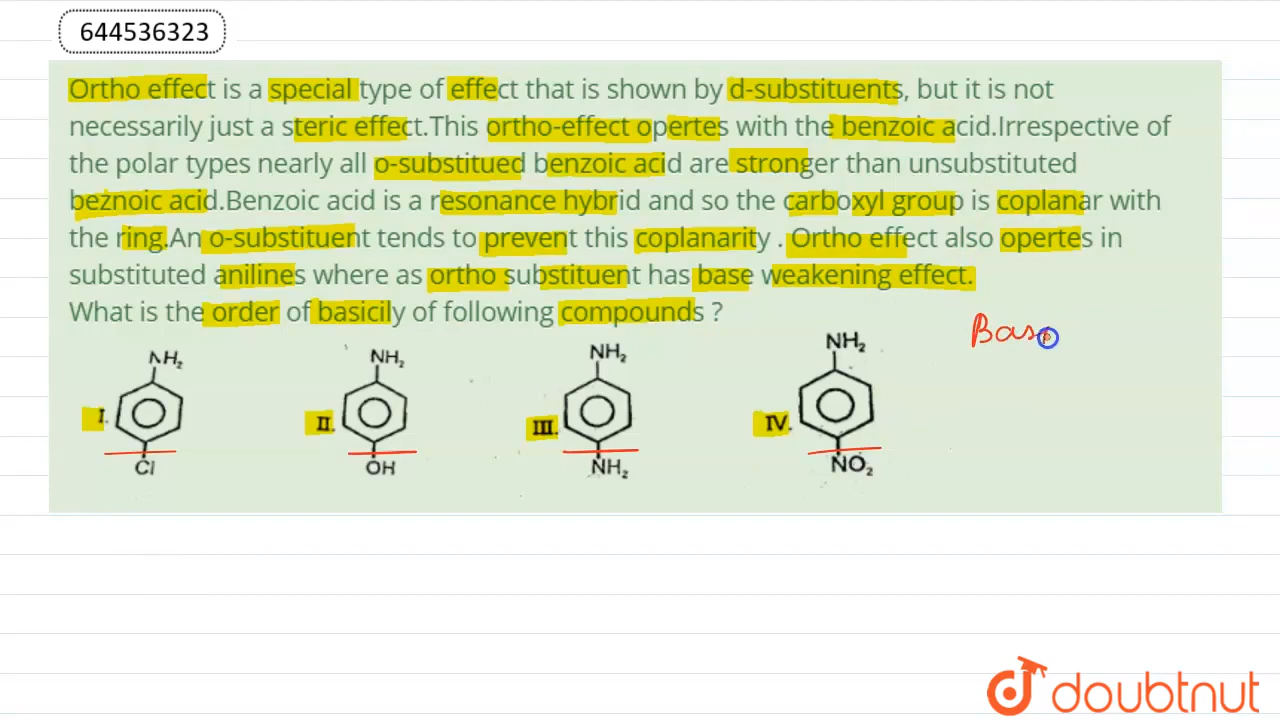 644536323
Ortho effect is a special type of effect that is shown by d-substituents, but it is not
necessarily just a steric effect.This ortho-effect opertes with the benzoic acid.Irrespective of
the polar types nearly all o-substitued benzoic acid are stronger than unsubstituted
beznoic acid.Benzoic acid is a resonance hybrid and so the carboxyl group is coplanar with
the ring.An o-substituent tends to prevent this coplanarity . Ortho effect also opertes in
substituted anilines where as ortho substituent has base weakening effect.
What is the order of basicily of following compounds ?
Bas
NH₂ NH₂ NH₂ NH₂
I. II. III. IV.
Cl OH NH₂ NO₂
doubtnut